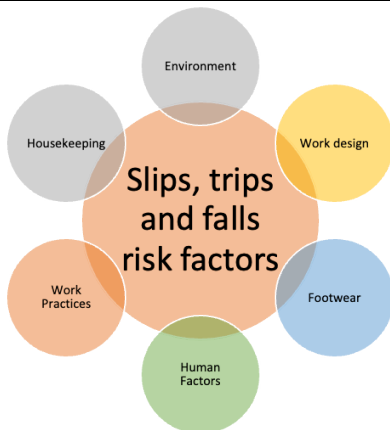 Environment
Housekeeping
Work design
Slips, trips
and falls
risk factors
Work
Practices
Footwear
Human
Factors